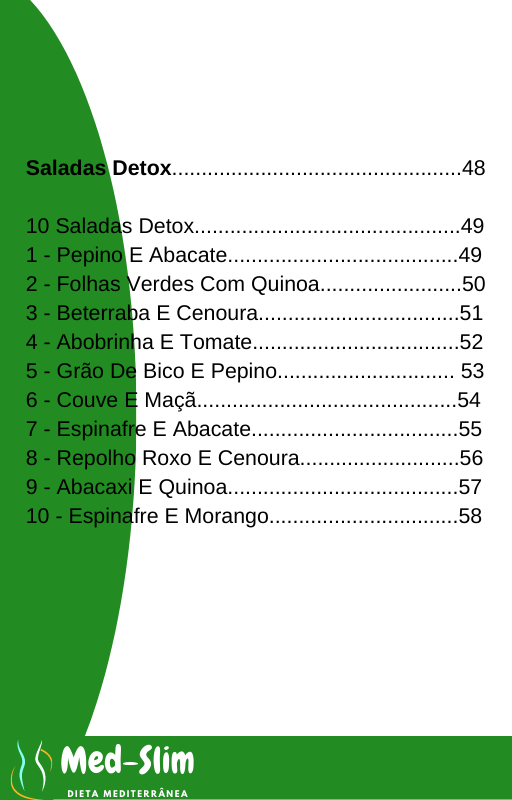 Saladas Detox.................................................48
10 Saladas Detox.............................................49
1 - Pepino E Abacate.......................................49
2 - Folhas Verdes Com Quinoa........................50
3 - Beterraba E Cenoura..................................51
4 - Abobrinha E Tomate...................................52
5 - Grão De Bico E Pepino.............................. 53
6 - Couve E Maçã............................................54
7 - Espinafre E Abacate...................................55
8 - Repolho Roxo E Cenoura...........................56
9 - Abacaxi E Quinoa.......................................57
10 - Espinafre E Morango................................58
Med-Slim
DIETA MEDITERRÂNEA